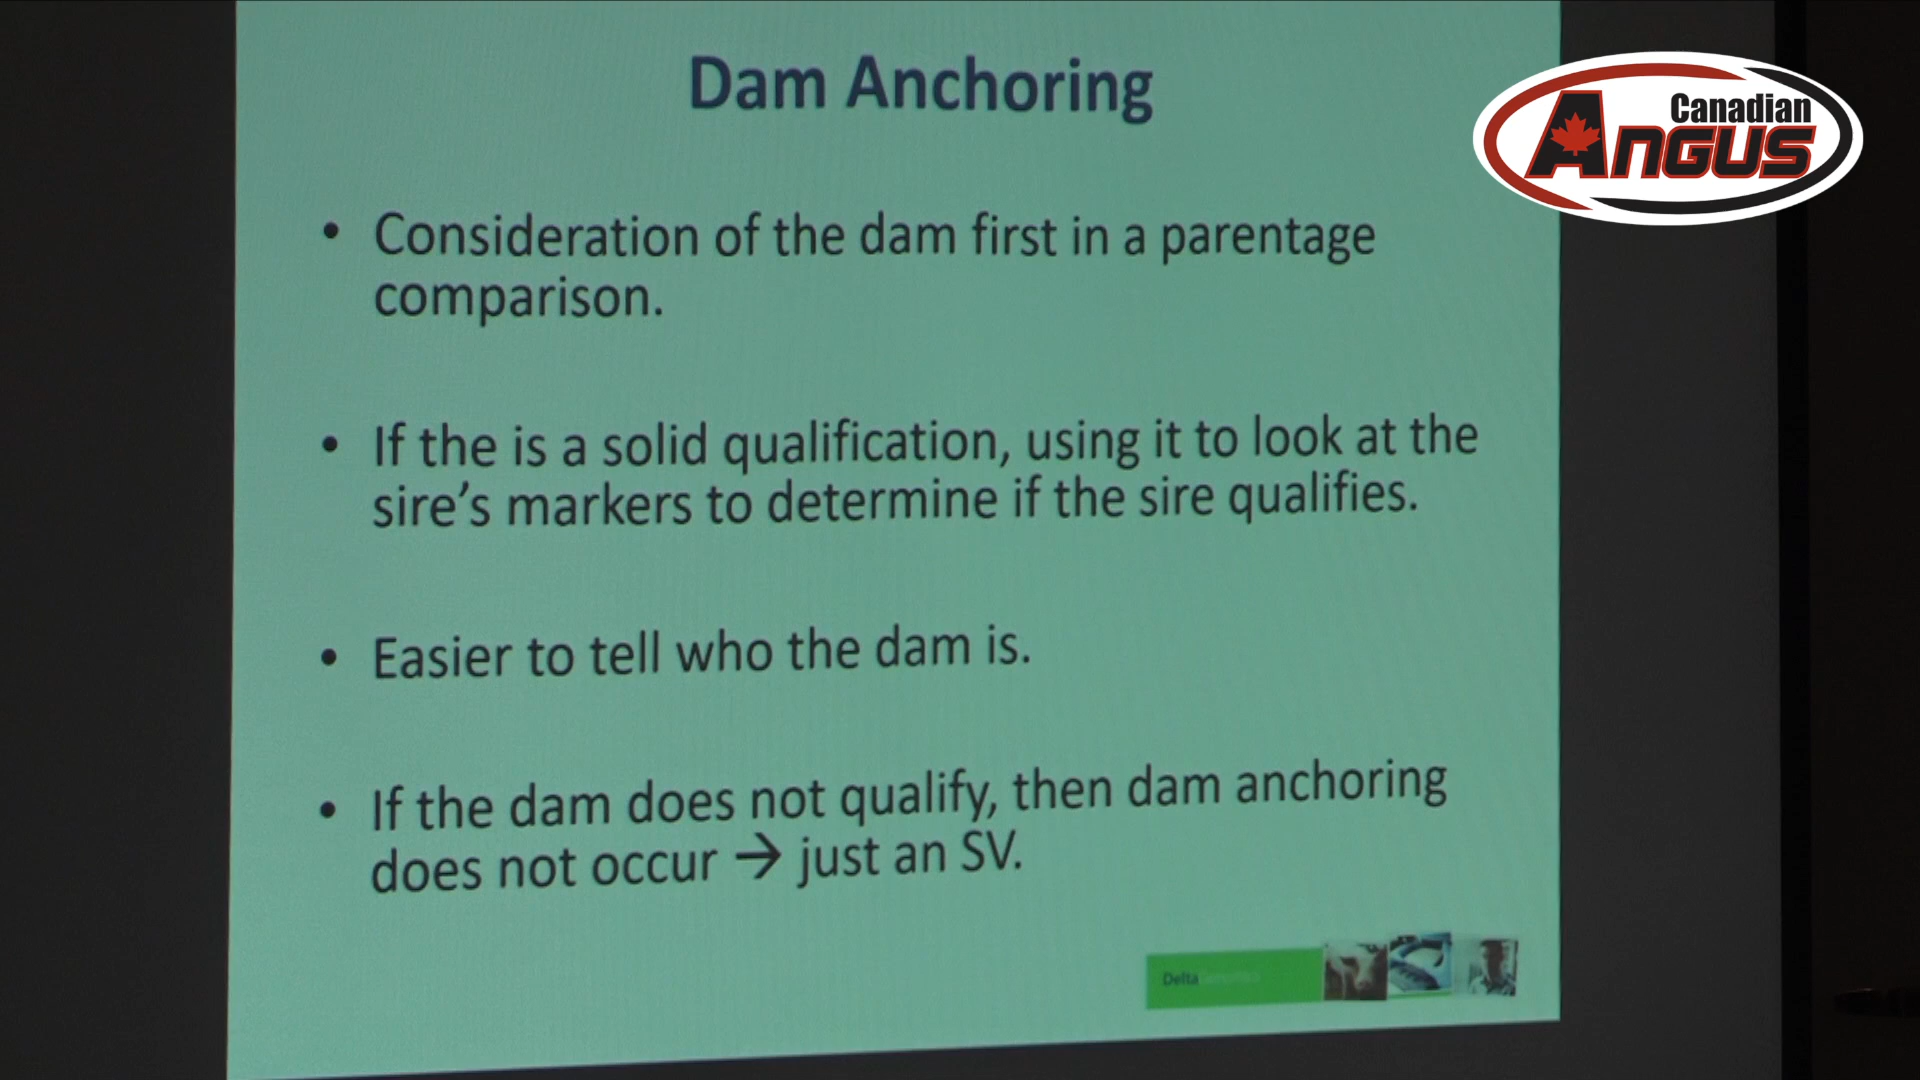 Dam Anchoring
Canadian
Angus
• Consideration of the dam first in a parentage
comparison.
• If the is a solid qualification, using it to look at the
sire's markers to determine if the sire qualifies.
• Easier to tell who the dam is.
• If the dam does not qualify, then dam anchoring
does not occur → just an SV.
Delta